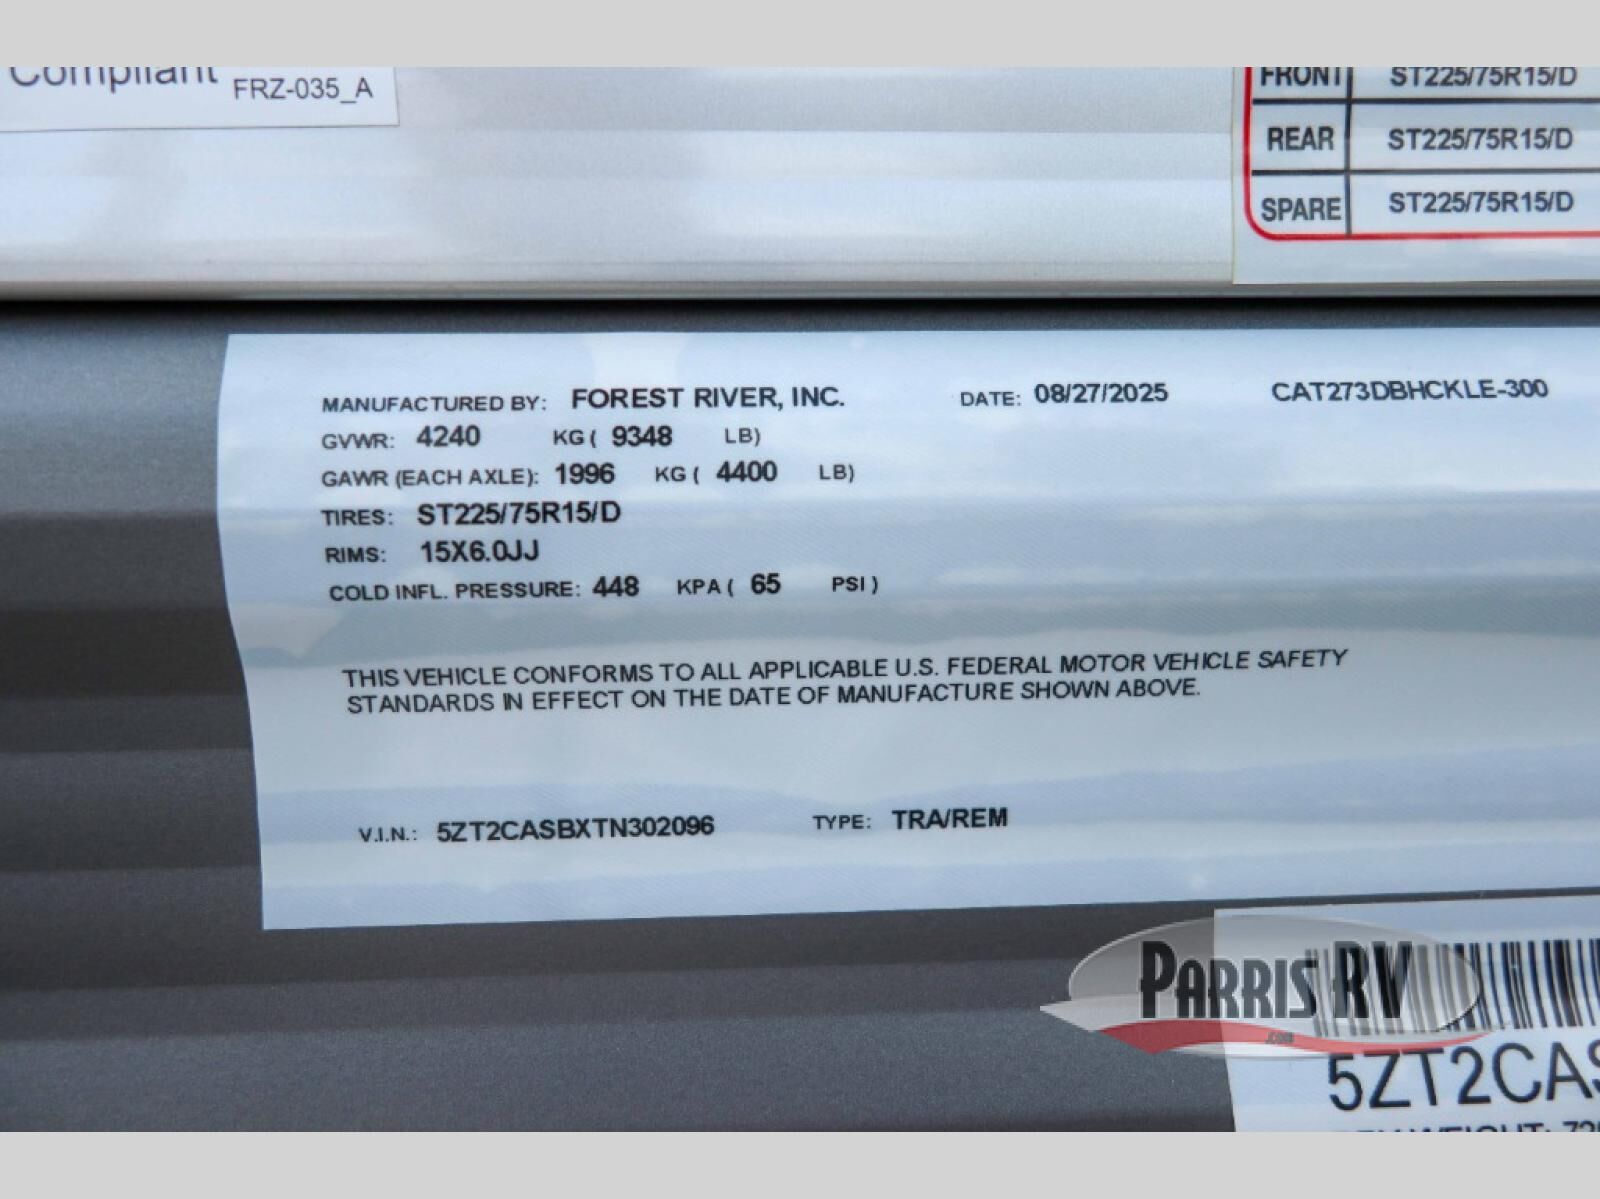 Compliant FRZ-035_A
FRONT ST225/75R15/D
REAR ST225/75R15/D
SPARE ST225/75R15/D
MANUFACTURED BY: FOREST RIVER, INC. DATE: 08/27/2025 CAT273DBHCKLE-300
GVWR: 4240 KG ( 9348 LB)
GAWR (EACH AXLE): 1996 KG ( 4400 LB)
TIRES: ST225/75R15/D
RIMS: 15X6.0JJ
COLD INFL. PRESSURE: 448 KPA ( 65 PSI )
THIS VEHICLE CONFORMS TO ALL APPLICABLE U.S. FEDERAL MOTOR VEHICLE SAFETY
STANDARDS IN EFFECT ON THE DATE OF MANUFACTURE SHOWN ABOVE.
V.I.N.: 5ZT2CASBXTN302096 TYPE: TRA/REM
PARRIS RV
.com
5ZT2CAS